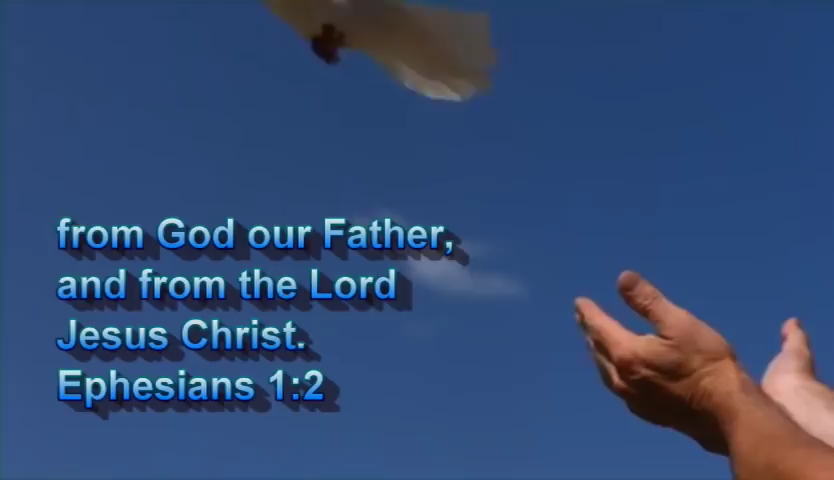 from God our Father,
and from the Lord
Jesus Christ.
Ephesians 1:2